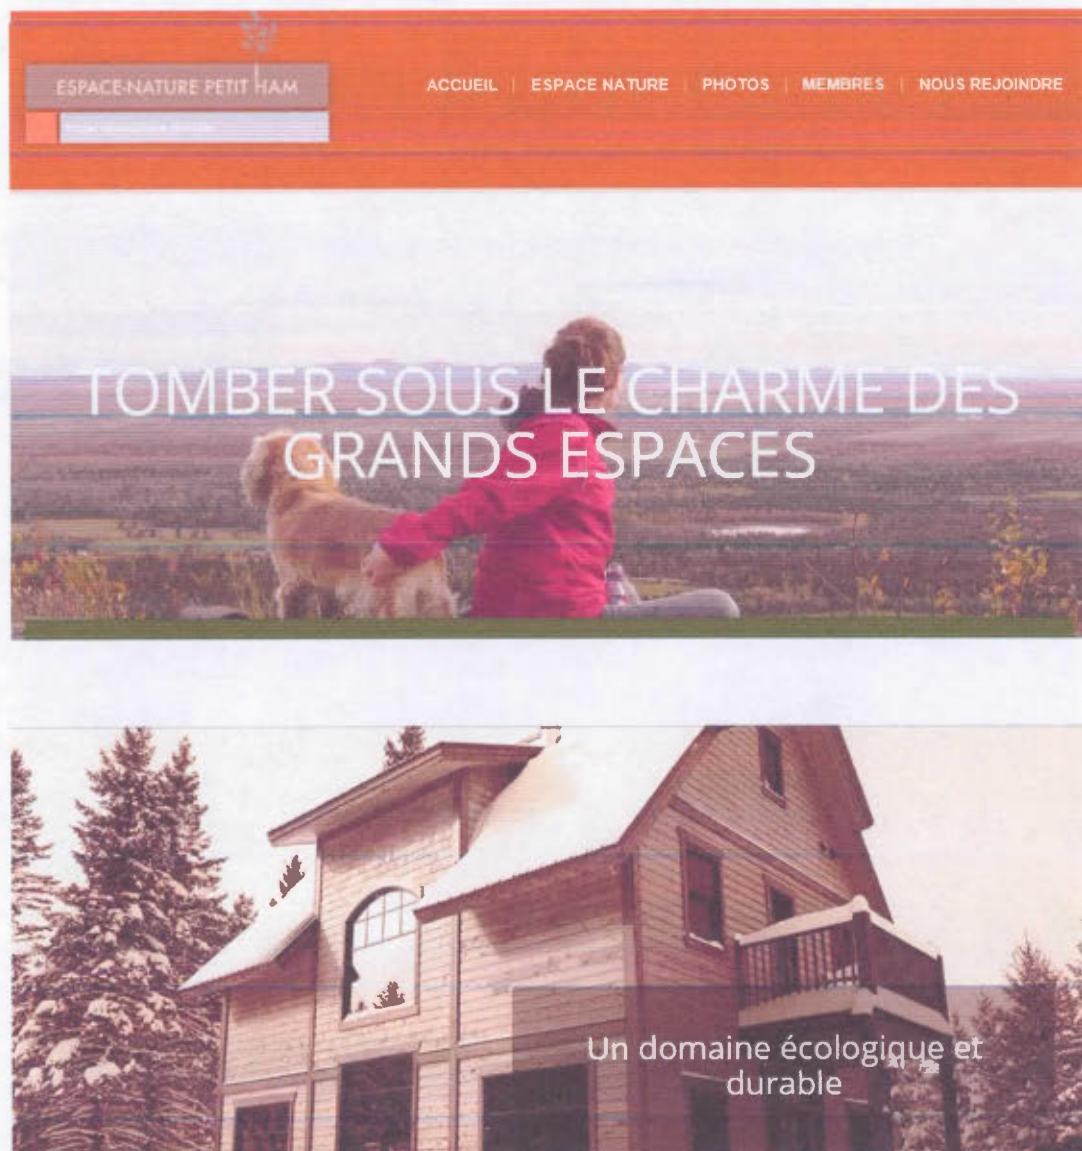 ESPACE-NATURE PETIT HAM
ACCUEIL | ESPACE NATURE | PHOTOS | MEMBRES | NOUS REJOINDRE
TOMBER SOUS LE CHARME DES
GRANDS ESPACES
Un domaine écologique et
durable